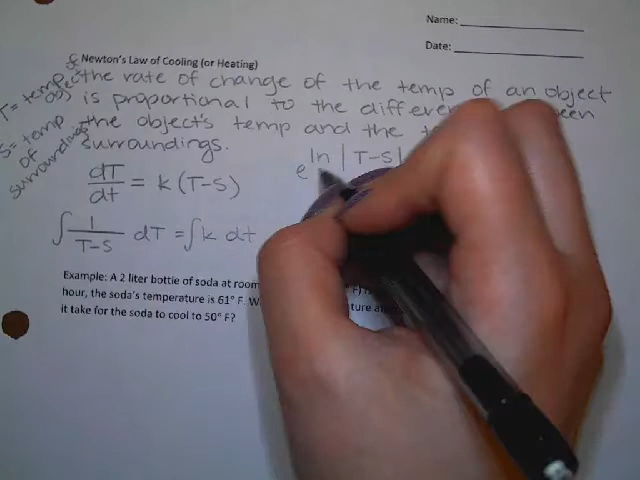 Name:
Date:
Newton's Law of Cooling (or Heating)
T = temp of object
S = temp of surroundings
the rate of change of the temp of an object
is proportional to the
the object's temp and the
surroundings.
dT/dt = k (T-S)
∫ 1/(T-S) dT = ∫ k dt
e ln |T-S|
Example: A 2 liter bottle of soda at room
hour, the soda's temperature is 61° F.
it take for the soda to cool to 50° F?